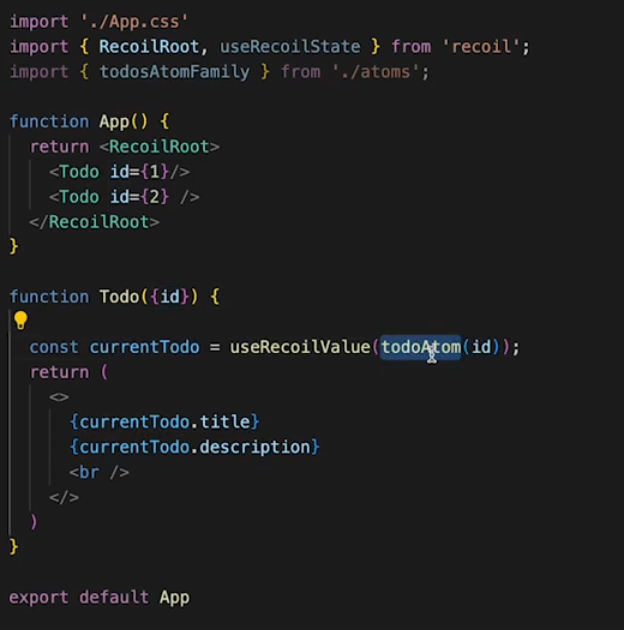 import './App.css'
import { RecoilRoot, useRecoilState } from 'recoil';
import { todosAtomFamily } from './atoms';
function App() {
return <RecoilRoot>
<Todo id={1}/>
<Todo id={2} />
</RecoilRoot>
}
function Todo({id}) {
const currentTodo = useRecoilValue(todoAtom(id));
return (
<>
{currentTodo.title}
{currentTodo.description}
<br />
</>
)
}
export default App